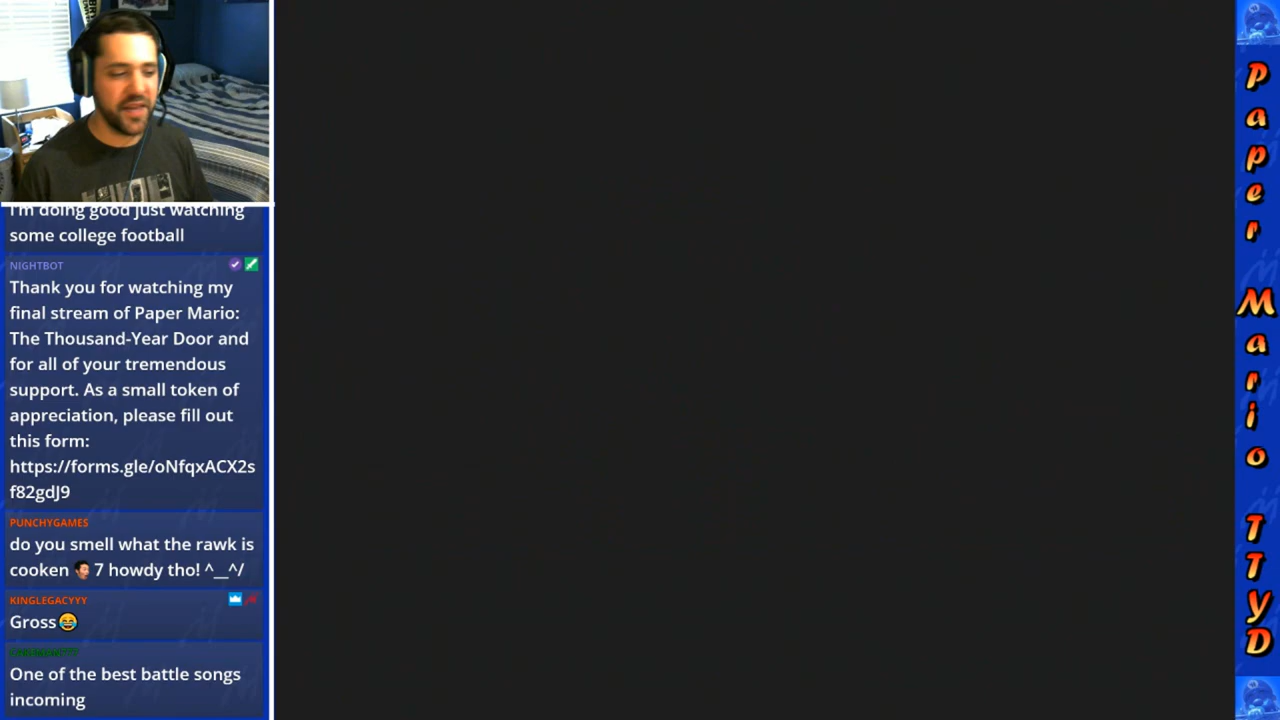 I'm doing good just watching
some college football
NIGHTBOT
Thank you for watching my
final stream of Paper Mario:
The Thousand-Year Door and
for all of your tremendous
support. As a small token of
appreciation, please fill out
this form:
https://forms.gle/oNfqxACX2s
f82gdJ9
PUNCHYGAMES
do you smell what the rawk is
cooken 7 howdy tho! ^__^/
KINGLEGACYYY
Gross😂
One of the best battle songs
incoming
Paper Mario TTYD